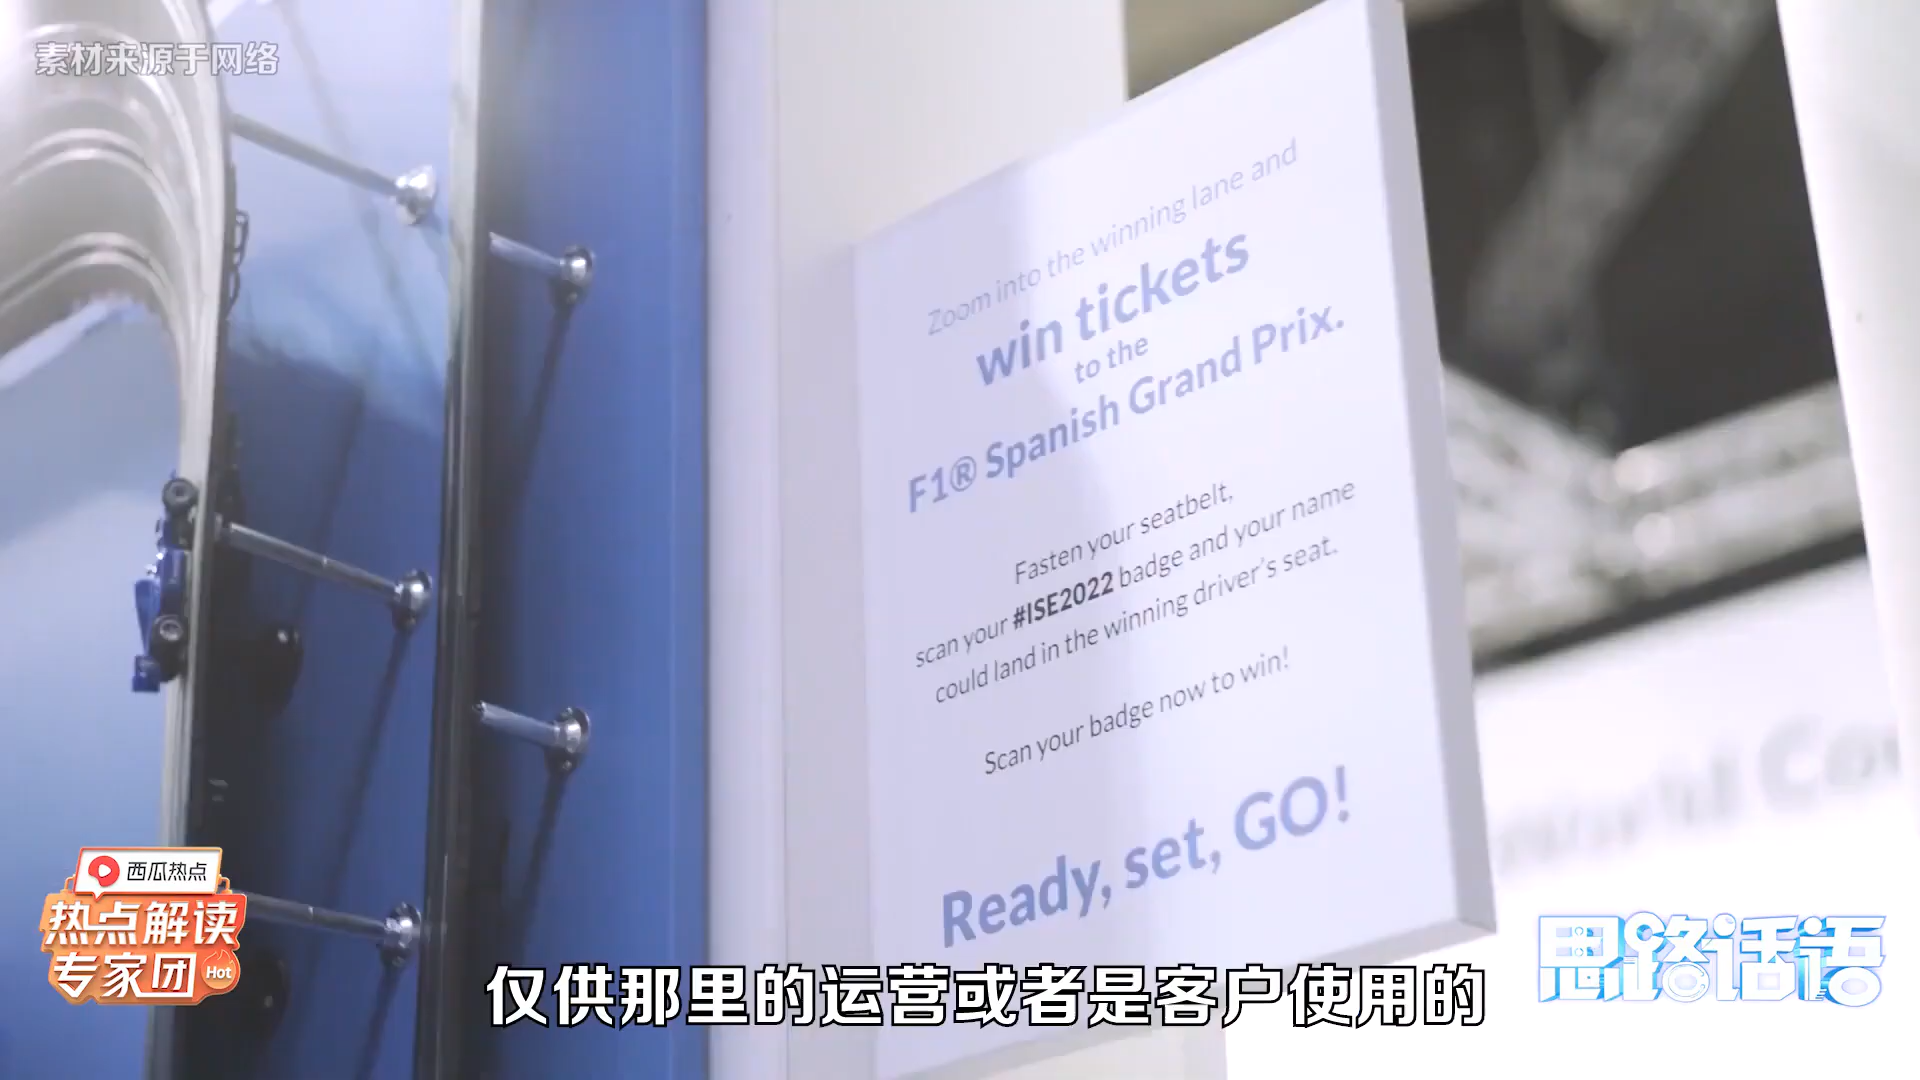 素材来源于网络
Zoom into the winning lane and
win tickets
to the
F1® Spanish Grand Prix.
Fasten your seatbelt,
scan your #ISE2022 badge and your name
could land in the winning driver's seat.
Scan your badge now to win!
Ready, set, GO!
西瓜热点
热点解读
专家团 Hot
思路话语
仅供那里的运营或者是客户使用的